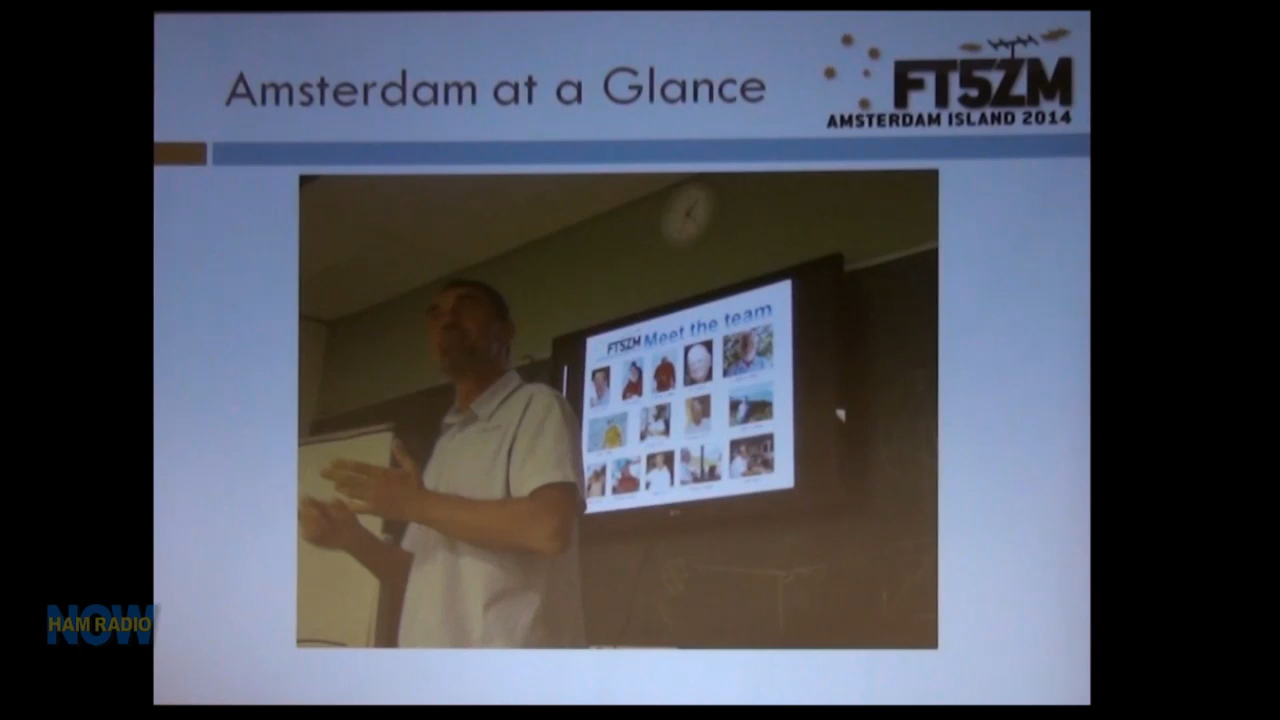 Amsterdam at a Glance
FT5ZM
AMSTERDAM ISLAND 2014
FT5ZM Meet the team
NOW
HAM RADIO